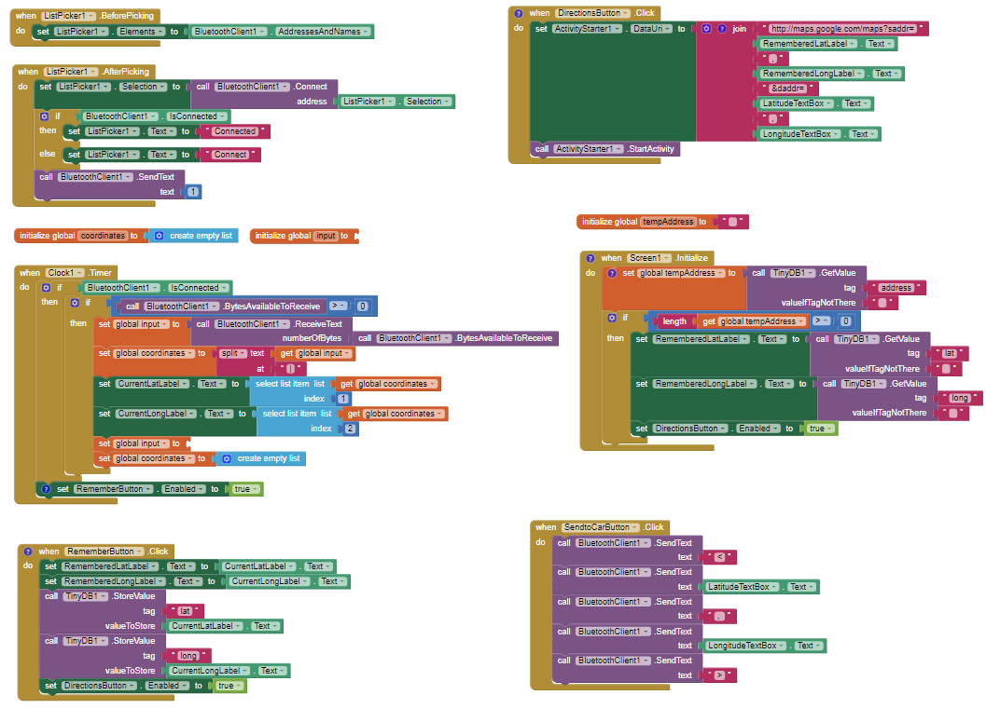 when ListPicker1 .BeforePicking
do set ListPicker1 . Elements to BluetoothClient1 . AddressesAndNames
when ListPicker1 .AfterPicking
do set ListPicker1 . Selection to call BluetoothClient1 .Connect
address ListPicker1 . Selection
if BluetoothClient1 . IsConnected
then set ListPicker1 . Text to " Connected "
else set ListPicker1 . Text to " Connect "
call BluetoothClient1 .SendText
text 1
when DirectionsButton .Click
do set ActivityStarter1 . DataUri to join " http://maps.google.com/maps?saddr= "
RememberedLatLabel . Text
" , "
RememberedLongLabel . Text
" &daddr= "
LatitudeTextBox . Text
" , "
LongitudeTextBox . Text
call ActivityStarter1 .StartActivity
initialize global coordinates to create empty list
initialize global input to
initialize global tempAddress to " "
when Clock1 .Timer
do if BluetoothClient1 . IsConnected
then if call BluetoothClient1 .BytesAvailableToReceive > 0
then set global input to call BluetoothClient1 .ReceiveText
numberOfBytes call BluetoothClient1 .BytesAvailableToReceive
set global coordinates to split text get global input
at " | "
set CurrentLatLabel . Text to select list item list get global coordinates
index 1
set CurrentLongLabel . Text to select list item list get global coordinates
index 2
set global input to
set global coordinates to create empty list
? set RememberButton . Enabled to true
? when Screen1 .Initialize
do ? set global tempAddress to call TinyDB1 .GetValue
tag " address "
valueIfTagNotThere " "
if length get global tempAddress > 0
then set RememberedLatLabel . Text to call TinyDB1 .GetValue
tag " lat "
valueIfTagNotThere " "
set RememberedLongLabel . Text to call TinyDB1 .GetValue
tag " long "
valueIfTagNotThere " "
set DirectionsButton . Enabled to true
? when RememberButton .Click
do set RememberedLatLabel . Text to CurrentLatLabel . Text
set RememberedLongLabel . Text to CurrentLongLabel . Text
call TinyDB1 .StoreValue
tag " lat "
valueToStore CurrentLatLabel . Text
call TinyDB1 .StoreValue
tag " long "
valueToStore CurrentLongLabel . Text
set DirectionsButton . Enabled to true
when SendtoCarButton .Click
do call BluetoothClient1 .SendText
text " < "
call BluetoothClient1 .SendText
text LatitudeTextBox . Text
call BluetoothClient1 .SendText
text " , "
call BluetoothClient1 .SendText
text LongitudeTextBox . Text
call BluetoothClient1 .SendText
text " > "